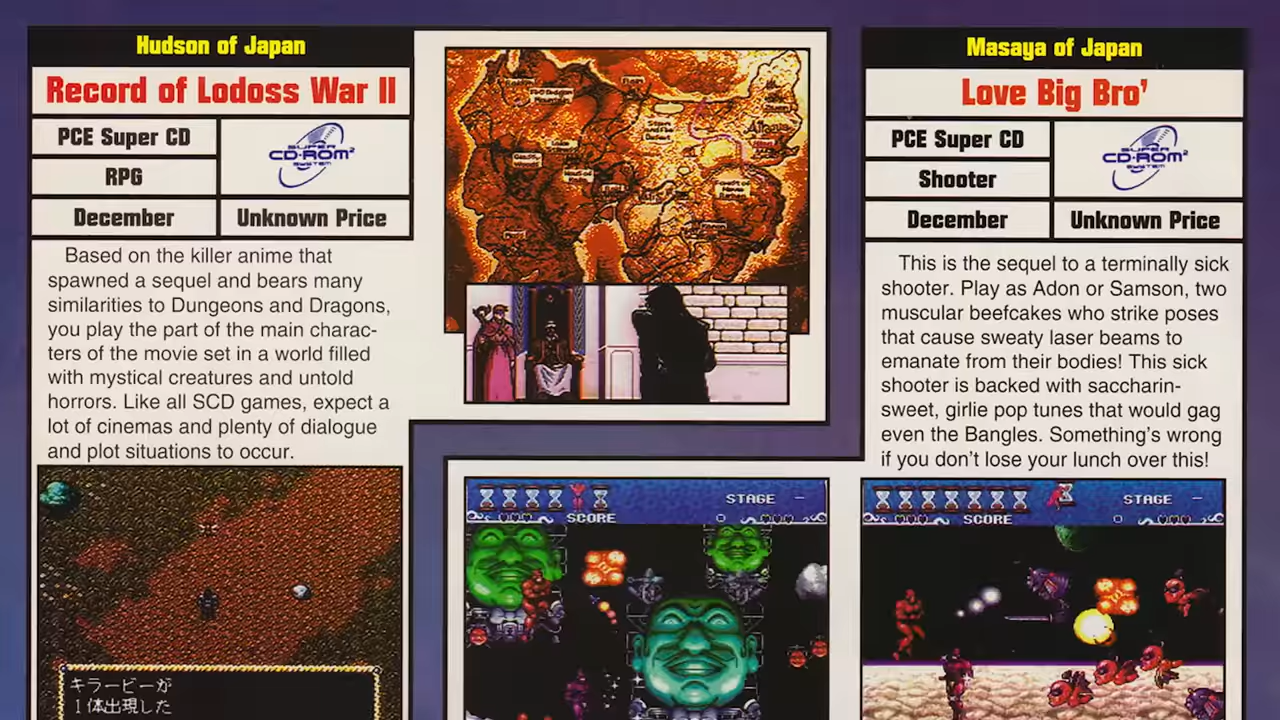 Hudson of Japan
Record of Lodoss War II
PCE Super CD
RPG
SUPER
CD-ROM²
SYSTEM
December
Unknown Price
Based on the killer anime that
spawned a sequel and bears many
similarities to Dungeons and Dragons,
you play the part of the main charac-
ters of the movie set in a world filled
with mystical creatures and untold
horrors. Like all SCD games, expect a
lot of cinemas and plenty of dialogue
and plot situations to occur.
キラービーが
1体出現した
Masaya of Japan
Love Big Bro'
PCE Super CD
Shooter
SUPER
CD-ROM²
SYSTEM
December
Unknown Price
This is the sequel to a terminally sick
shooter. Play as Adon or Samson, two
muscular beefcakes who strike poses
that cause sweaty laser beams to
emanate from their bodies! This sick
shooter is backed with saccharin-
sweet, girlie pop tunes that would gag
even the Bangles. Something's wrong
if you don't lose your lunch over this!
STAGE
SCORE
STAGE
SCORE